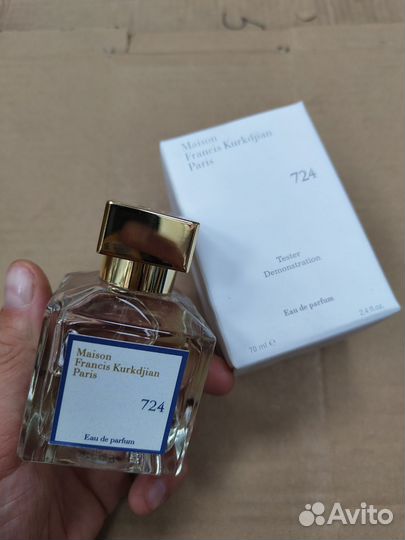 Maison
Francis Kurkdjian
Paris
724
Tester
Demonstration
Eau de parfum
70 ml ℮
2.4 fl.oz.
Maison
Francis Kurkdjian
Paris
724
Eau de parfum
Avito